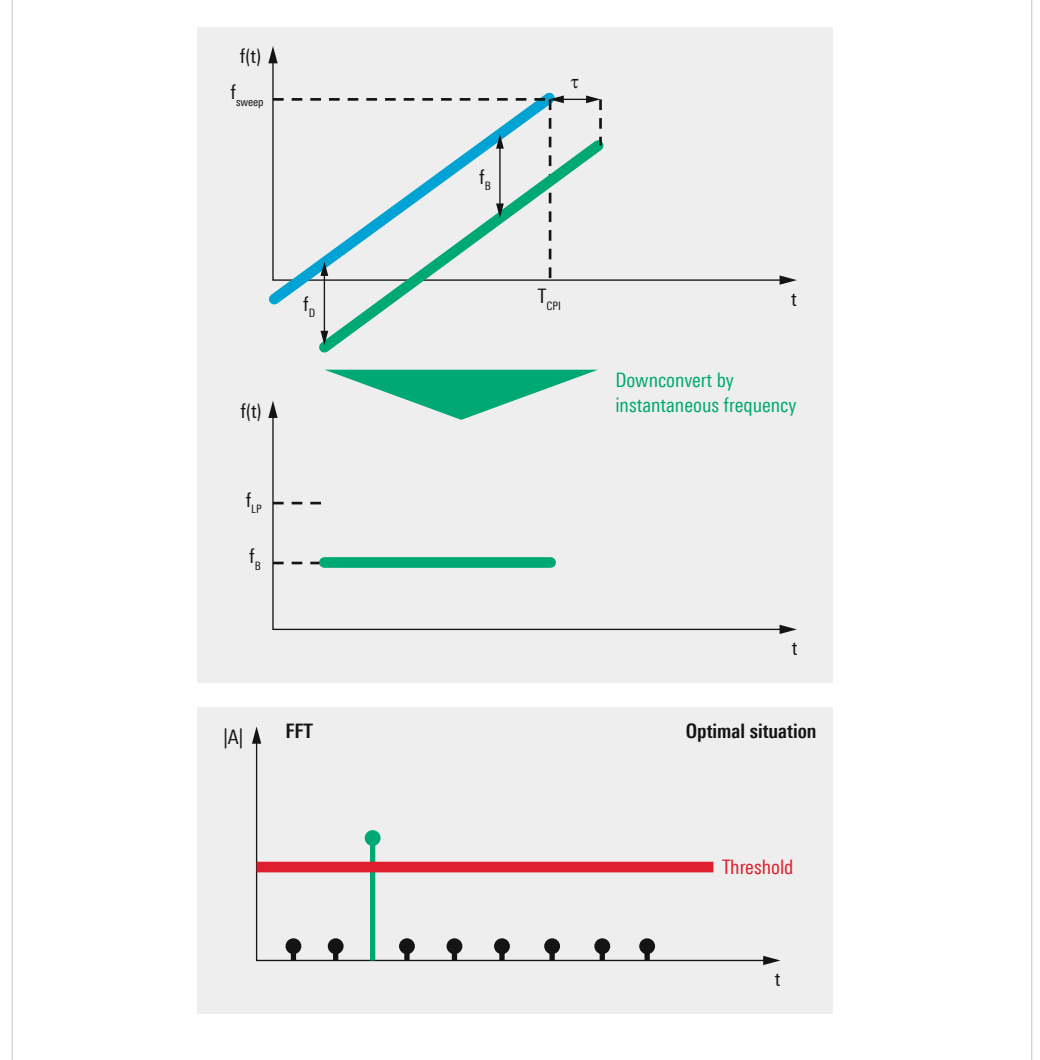 f(t)
f_sweep
τ
f_B
f_D
T_CPI
t
Downconvert by
instantaneous frequency
f(t)
f_LP
f_B
t
|A|
FFT
Optimal situation
Threshold
t